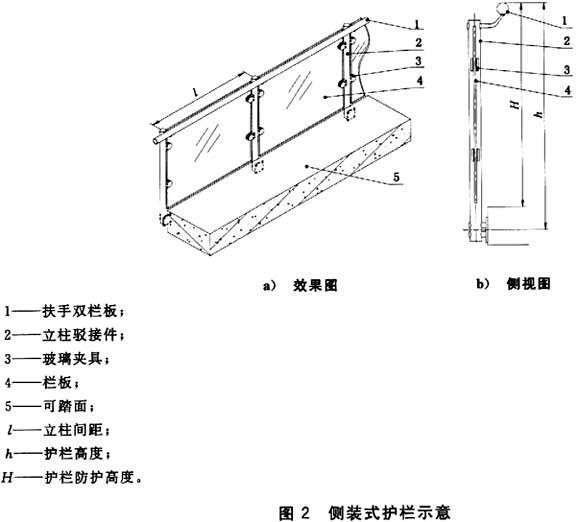 1
2
3
4
l
5
1
2
3
4
H
h
a) 效果图
b) 侧视图
1——扶手双栏板；
2——立柱驳接件；
3——玻璃夹具；
4——栏板；
5——可踏面；
l——立柱间距；
h——护栏高度；
H——护栏防护高度。
图 2 侧装式护栏示意